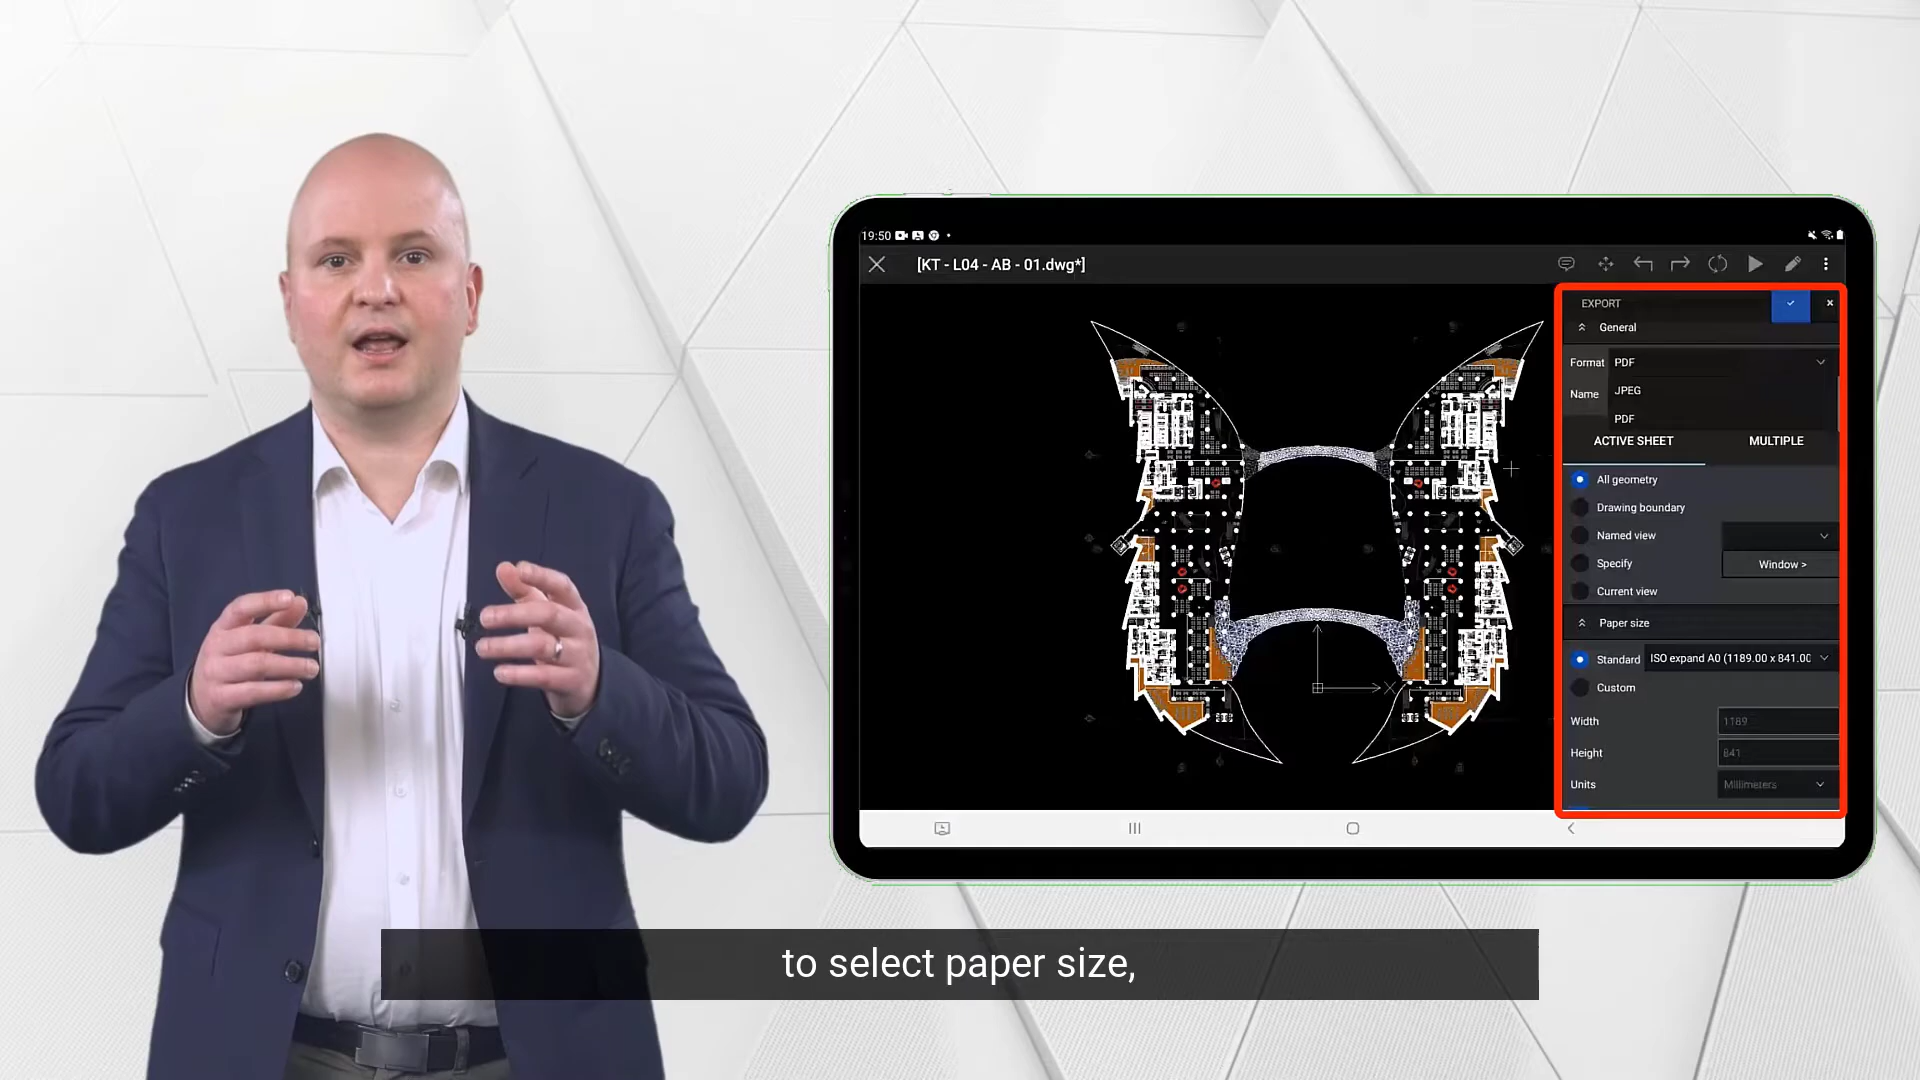 19:50
[KT - L04 - AB - 01.dwg*]
EXPORT
General
Format PDF
JPEG
Name
PDF
ACTIVE SHEET MULTIPLE
All geometry
Drawing boundary
Named view
Specify Window >
Current view
Paper size
Standard ISO expand A0 (1189.00 x 841.00
Custom
Width 1189
Height 841
Units Millimeters
X
to select paper size,